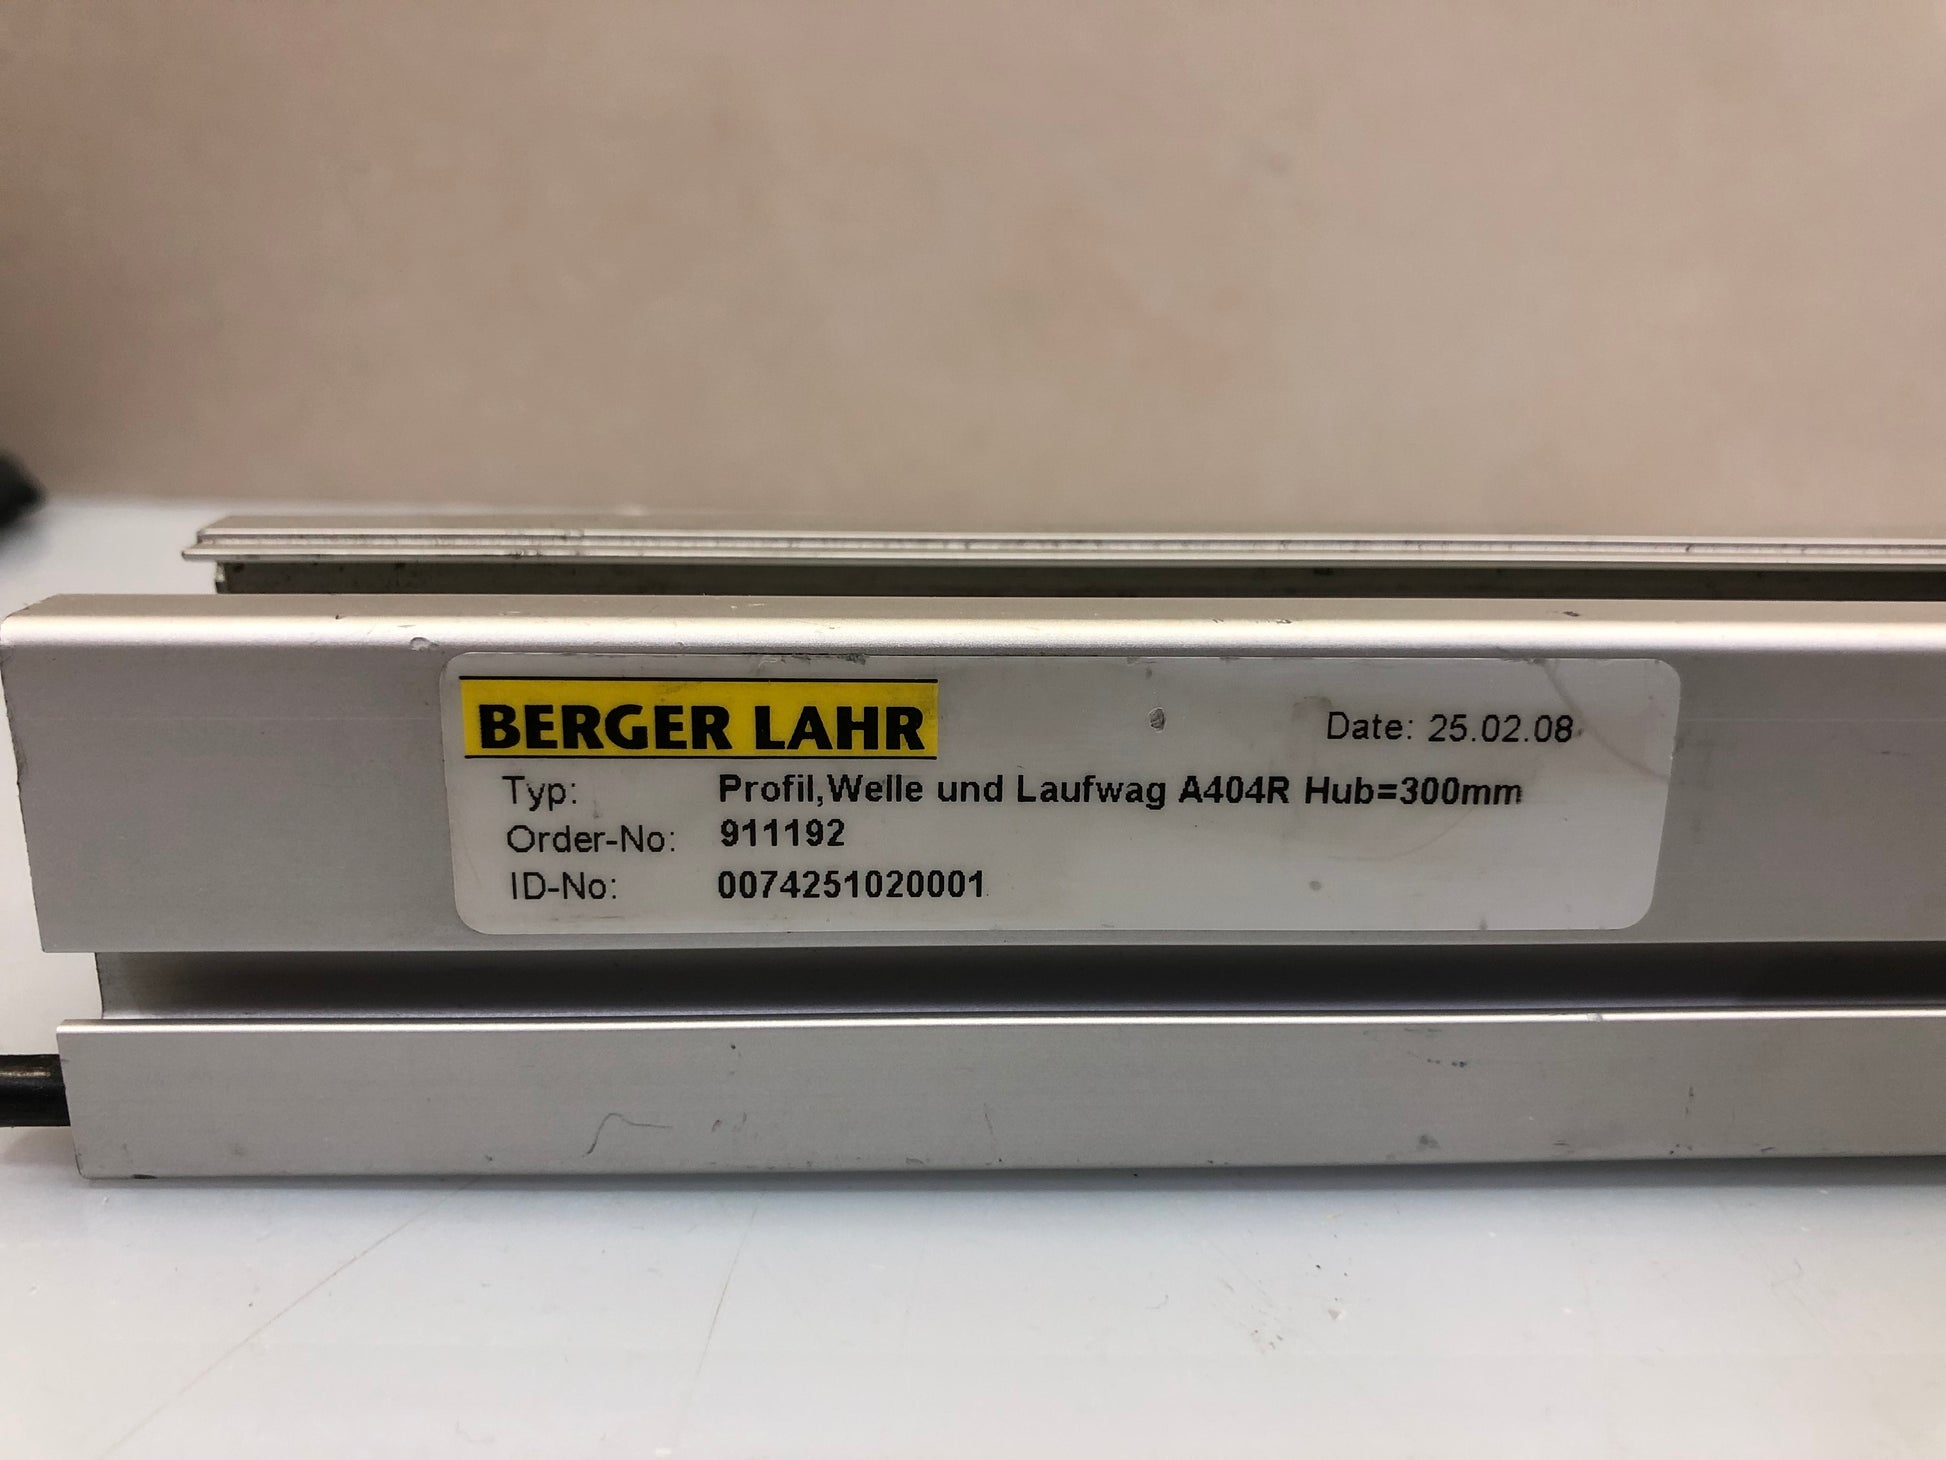 BERGER LAHR
Date: 25.02.08
Typ: Profil,Welle und Laufwag A404R Hub=300mm
Order-No: 911192
ID-No: 0074251020001